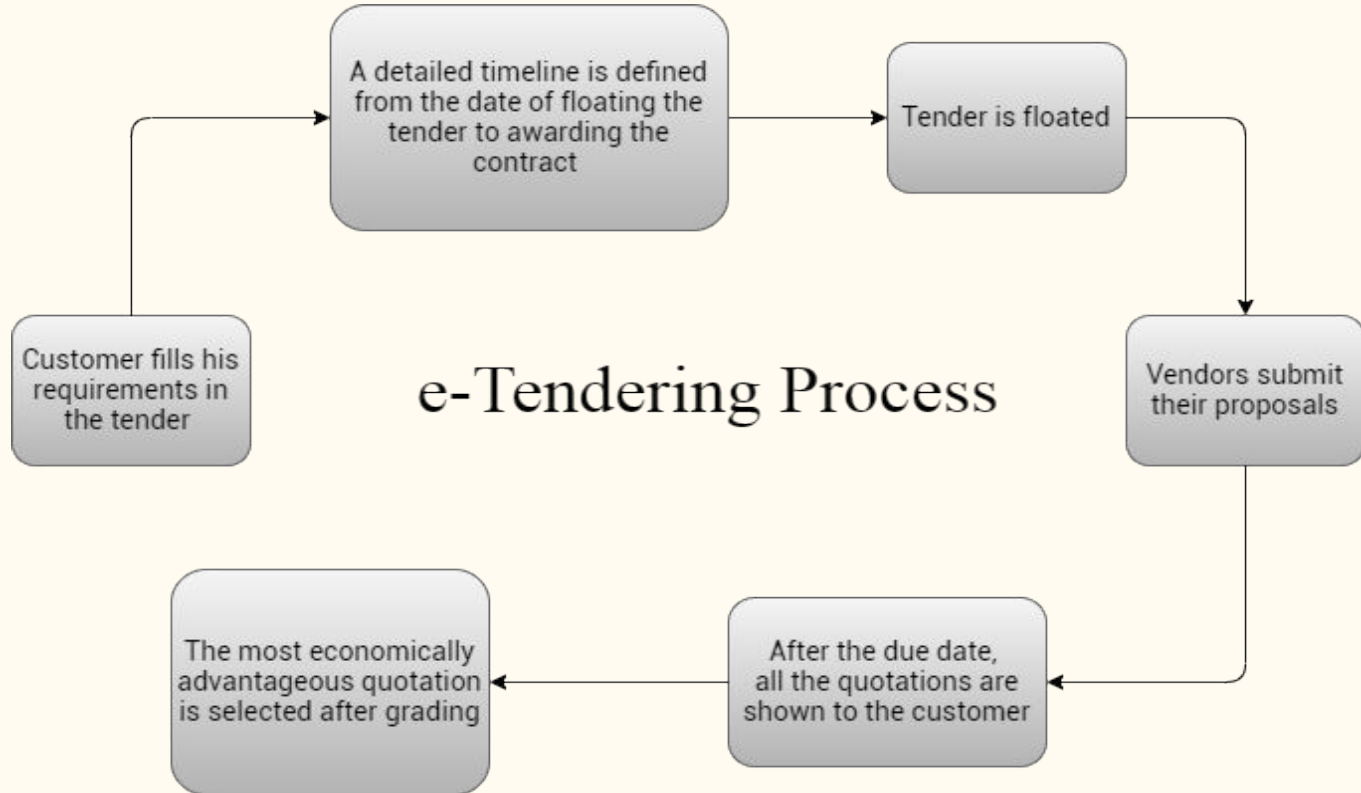 A detailed timeline is defined
from the date of floating the
tender to awarding the
contract
Tender is floated
Customer fills his
requirements in
the tender
e-Tendering Process
Vendors submit
their proposals
The most economically
advantageous quotation
is selected after grading
After the due date,
all the quotations are
shown to the customer